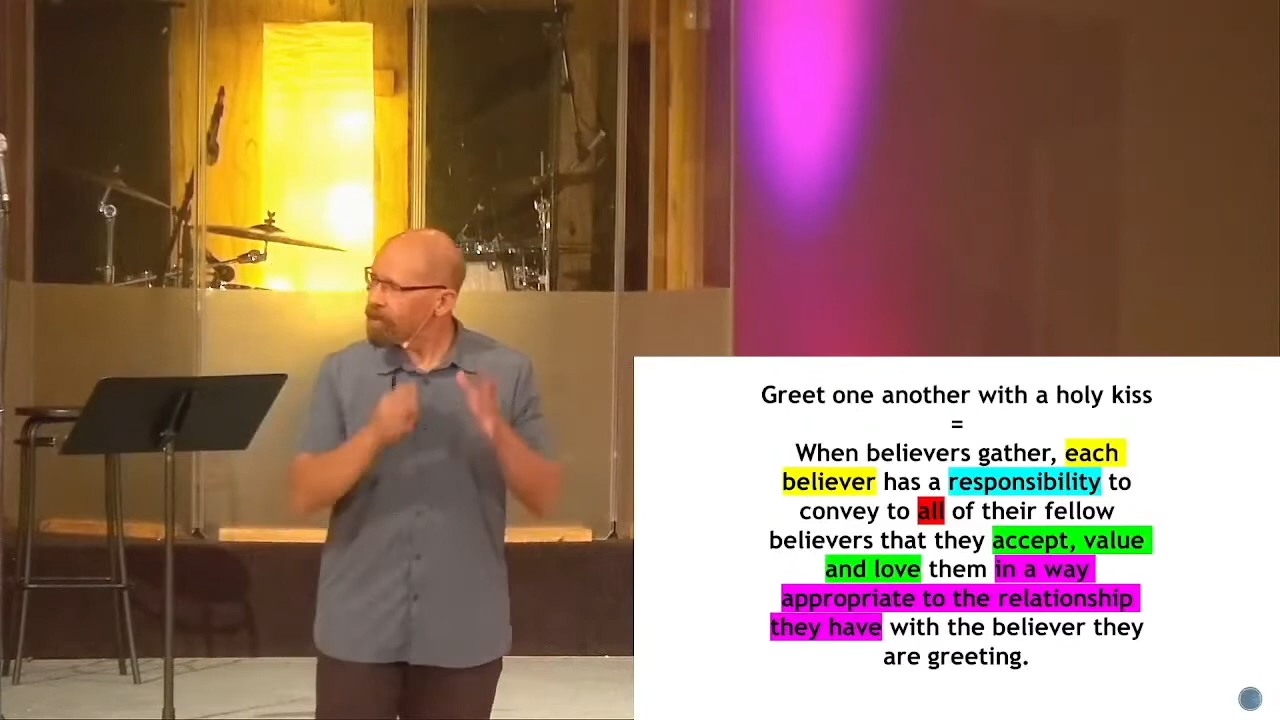 Greet one another with a holy kiss
=
When believers gather, each
believer has a responsibility to
convey to all of their fellow
believers that they accept, value
and love them in a way
appropriate to the relationship
they have with the believer they
are greeting.